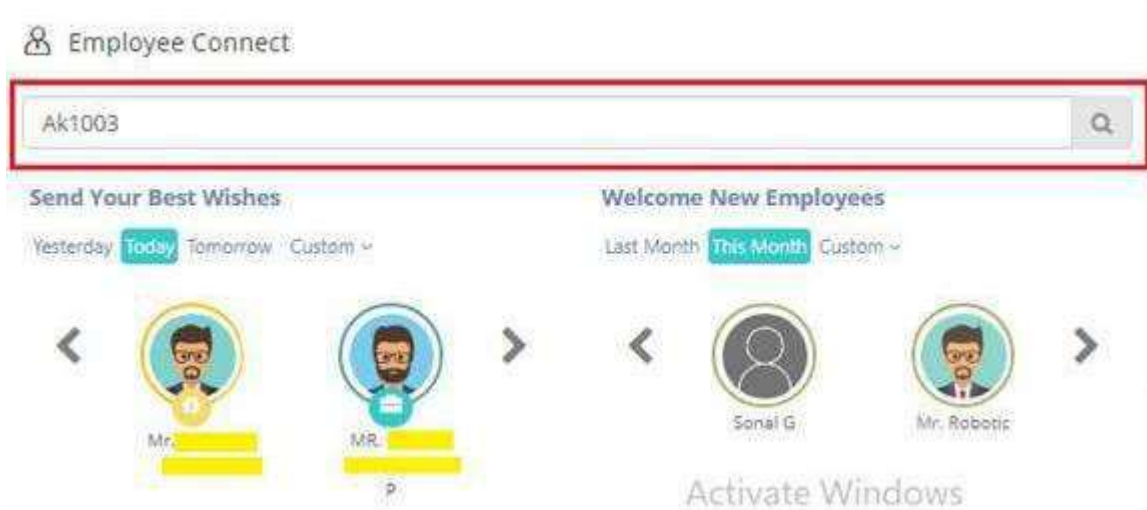 Employee Connect
Ak1003
Send Your Best Wishes
Yesterday Today Tomorrow Custom
Mr.
MR.
P
Welcome New Employees
Last Month This Month Custom
Sonal G
Mr. Robotic
Activate Windows